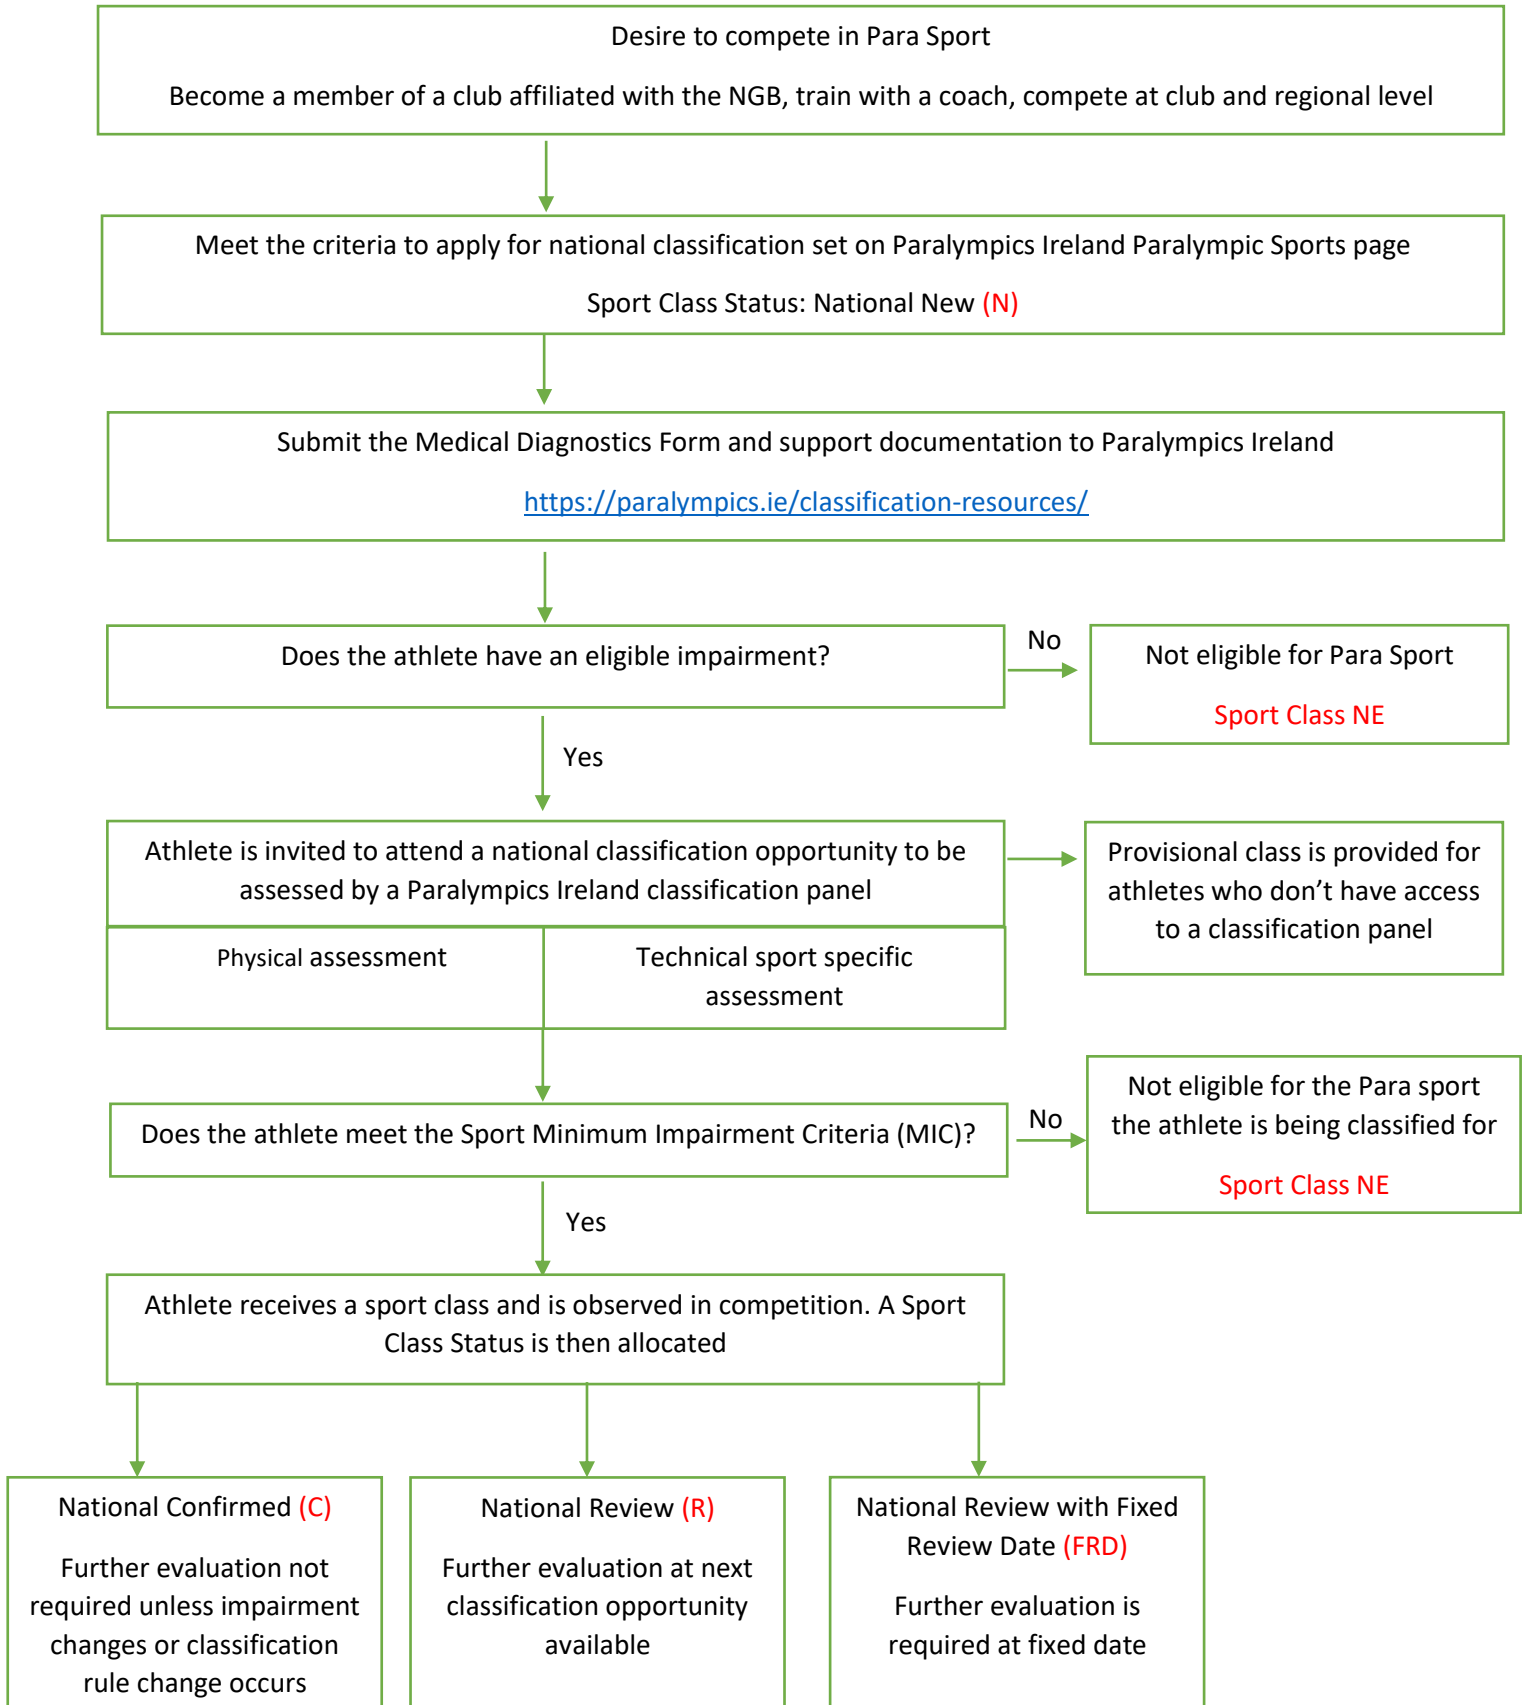 Desire to compete in Para Sport
Become a member of a club affiliated with the NGB, train with a coach, compete at club and regional level
Meet the criteria to apply for national classification set on Paralympics Ireland Paralympic Sports page
Sport Class Status: National New (N)
Submit the Medical Diagnostics Form and support documentation to Paralympics Ireland
https://paralympics.ie/classification-resources/
Does the athlete have an eligible impairment?
No
Not eligible for Para Sport
Sport Class NE
Yes
Athlete is invited to attend a national classification opportunity to be
assessed by a Paralympics Ireland classification panel
Provisional class is provided for
athletes who don’t have access
to a classification panel
Physical assessment
Technical sport specific
assessment
Does the athlete meet the Sport Minimum Impairment Criteria (MIC)?
No
Not eligible for the Para sport
the athlete is being classified for
Sport Class NE
Yes
Athlete receives a sport class and is observed in competition. A Sport
Class Status is then allocated
National Confirmed (C)
Further evaluation not
required unless impairment
changes or classification
rule change occurs
National Review (R)
Further evaluation at next
classification opportunity
available
National Review with Fixed
Review Date (FRD)
Further evaluation is
required at fixed date